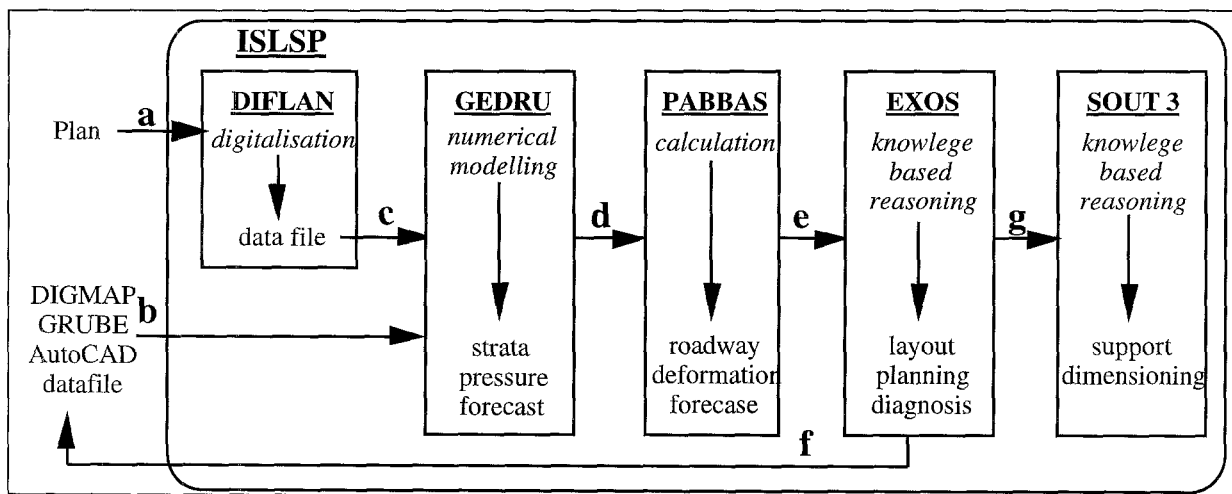 ISLSP
a
Plan
DIFLAN
digitalisation
data file
c
b
DIGMAP
GRUBE
AutoCAD
datafile
GEDRU
numerical
modelling
strata
pressure
forecast
d
PABBAS
calculation
roadway
deformation
forecase
e
EXOS
knowlege
based
reasoning
layout
planning
diagnosis
f
g
SOUT 3
knowlege
based
reasoning
support
dimensioning